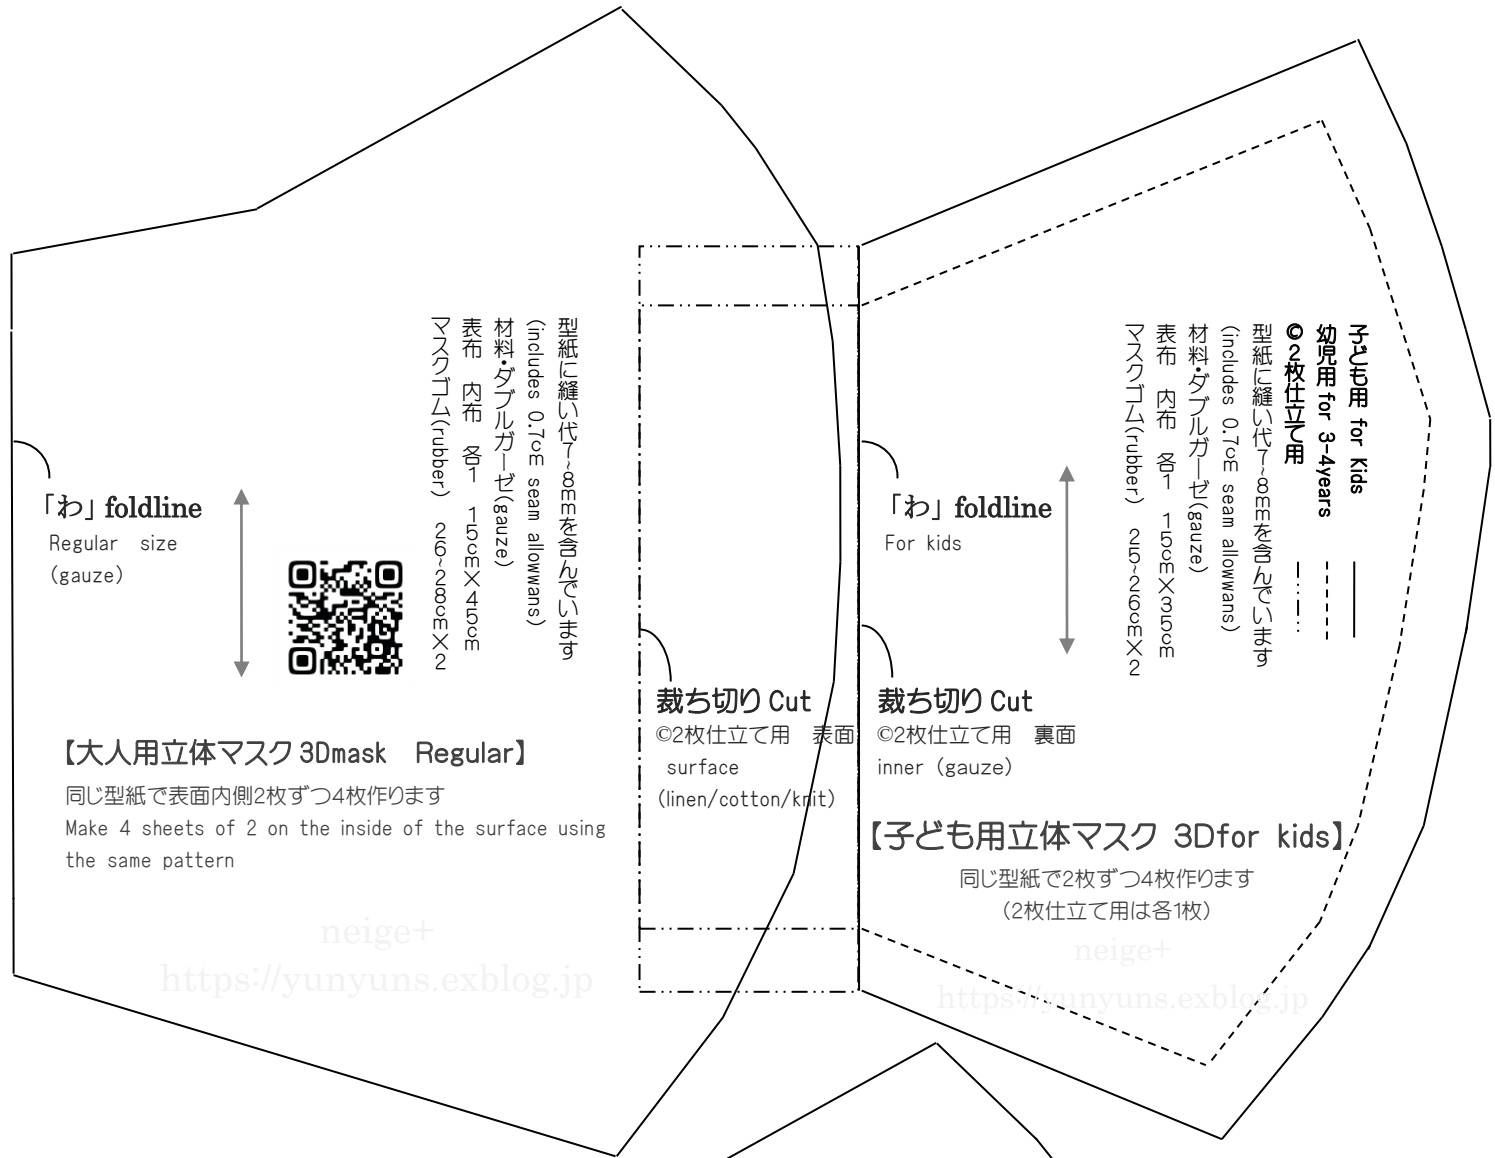 型紙に縫い代7~8mmを含んでいます
(includes 0.7cm seam allowwans)
材料・ダブルガーゼ(gauze)
表布　内布　各1　15cm×45cm
マスクゴム(rubber)　26~28cm×2
「わ」foldline
Regular size
(gauze)
【大人用立体マスク3Dmask　Regular】
同じ型紙で表面内側2枚ずつ4枚作ります
Make 4 sheets of 2 on the inside of the surface using
the same pattern
neige+
https://yunyuns.exblog.jp
裁ち切り Cut
©2枚仕立て用　表面
surface
(linen/cotton/knit)
子ども用 for Kids
幼児用 for 3-4years
©2枚仕立て用
型紙に縫い代7~8mmを含んでいます
(includes 0.7cm seam allowwans)
材料・ダブルガーゼ(gauze)
表布　内布　各1　15cm×35cm
マスクゴム(rubber)　25~26cm×2
「わ」foldline
For kids
裁ち切り Cut
©2枚仕立て用　裏面
inner (gauze)
【子ども用立体マスク 3Dfor kids】
同じ型紙で2枚ずつ4枚作ります
(2枚仕立て用は各1枚)
neige+
https://yunyuns.exblog.jp